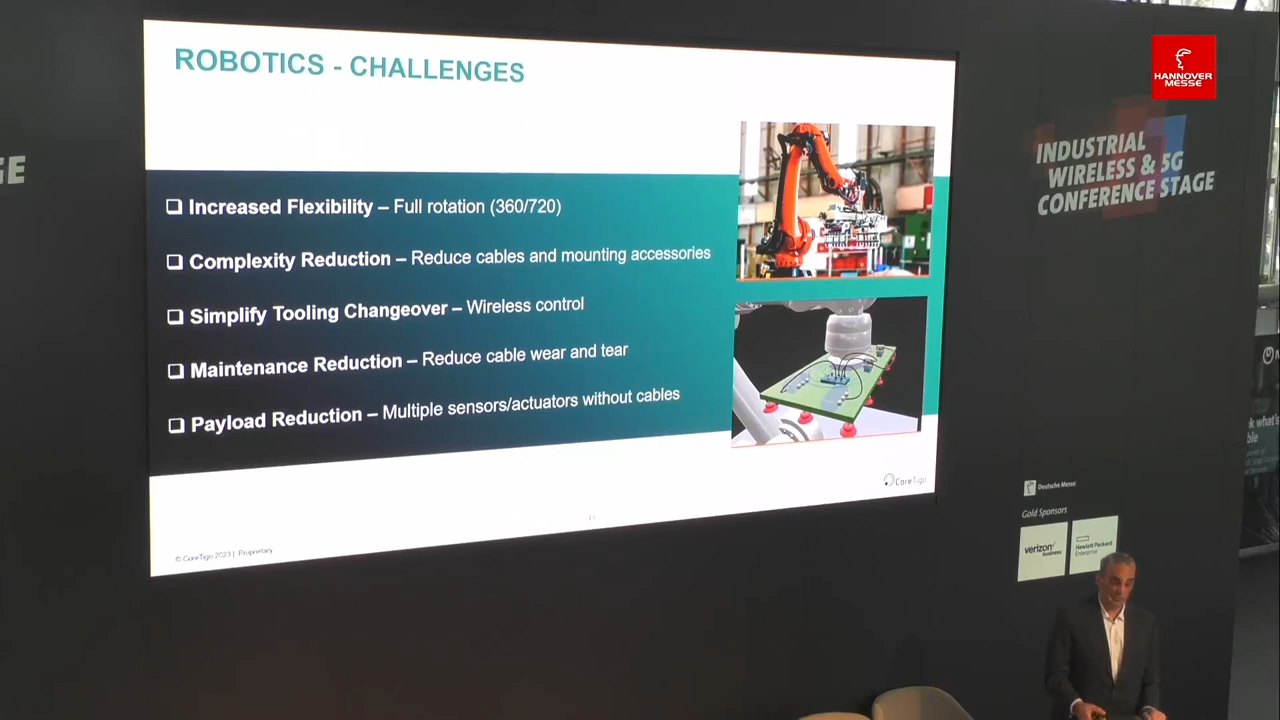 ROBOTICS - CHALLENGES
❑ Increased Flexibility – Full rotation (360/720)
❑ Complexity Reduction – Reduce cables and mounting accessories
❑ Simplify Tooling Changeover – Wireless control
❑ Maintenance Reduction – Reduce cable wear and tear
❑ Payload Reduction – Multiple sensors/actuators without cables
CoreTigo
© CoreTigo 2023 | Proprietary
HANNOVER
MESSE
INDUSTRIAL
WIRELESS & 5G
CONFERENCE STAGE
GE
Deutsche Messe
Gold Sponsors
verizon
business
Hewlett Packard
Enterprise
what's